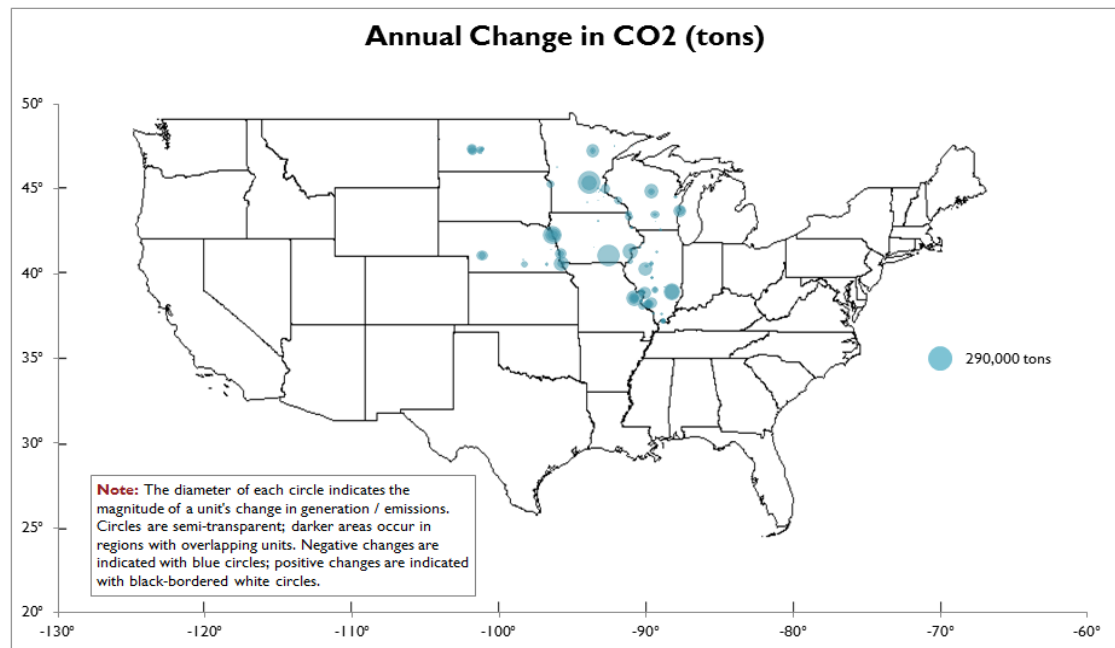 Annual Change in CO2 (tons)
50°
45°
40°
35°
290,000 tons
30°
Note: The diameter of each circle indicates the
magnitude of a unit's change in generation / emissions.
Circles are semi-transparent; darker areas occur in
regions with overlapping units. Negative changes are
indicated with blue circles; positive changes are indicated
with black-bordered white circles.
25°
20°
-130° -120° -110° -100° -90° -80° -70° -60°